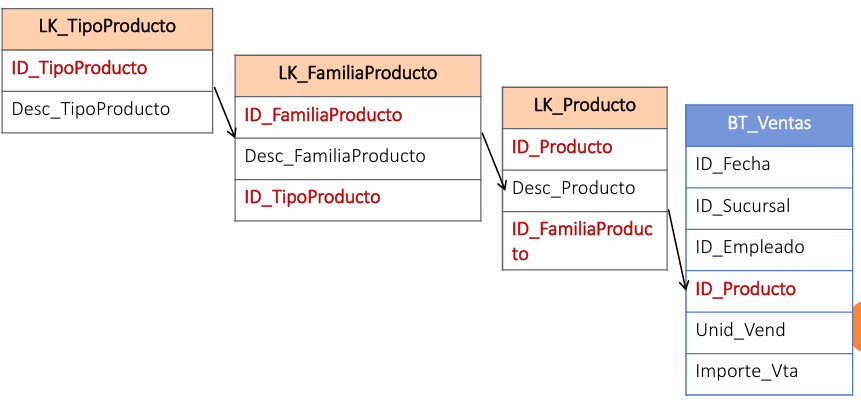 LK_TipoProducto
ID_TipoProducto
Desc_TipoProducto
LK_FamiliaProducto
ID_FamiliaProducto
Desc_FamiliaProducto
ID_TipoProducto
LK_Producto
ID_Producto
Desc_Producto
ID_FamiliaProduc
to
BT_Ventas
ID_Fecha
ID_Sucursal
ID_Empleado
ID_Producto
Unid_Vend
Importe_Vta